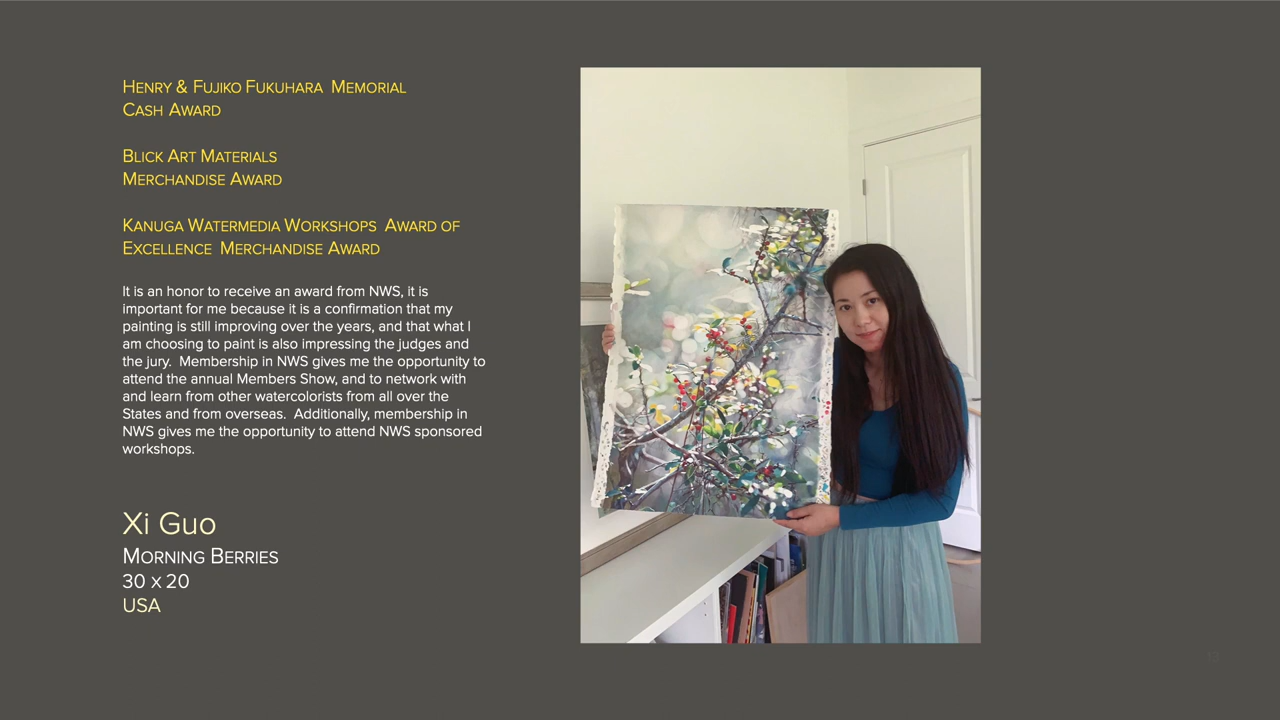 HENRY & FUJIKO FUKUHARA MEMORIAL
CASH AWARD
BLICK ART MATERIALS
MERCHANDISE AWARD
KANUGA WATERMEDIA WORKSHOPS AWARD OF
EXCELLENCE MERCHANDISE AWARD
It is an honor to receive an award from NWS, it is
important for me because it is a confirmation that my
painting is still improving over the years, and that what I
am choosing to paint is also impressing the judges and
the jury. Membership in NWS gives me the opportunity to
attend the annual Members Show, and to network with
and learn from other watercolorists from all over the
States and from overseas. Additionally, membership in
NWS gives me the opportunity to attend NWS sponsored
workshops.
Xi Guo
MORNING BERRIES
30 x 20
USA
13